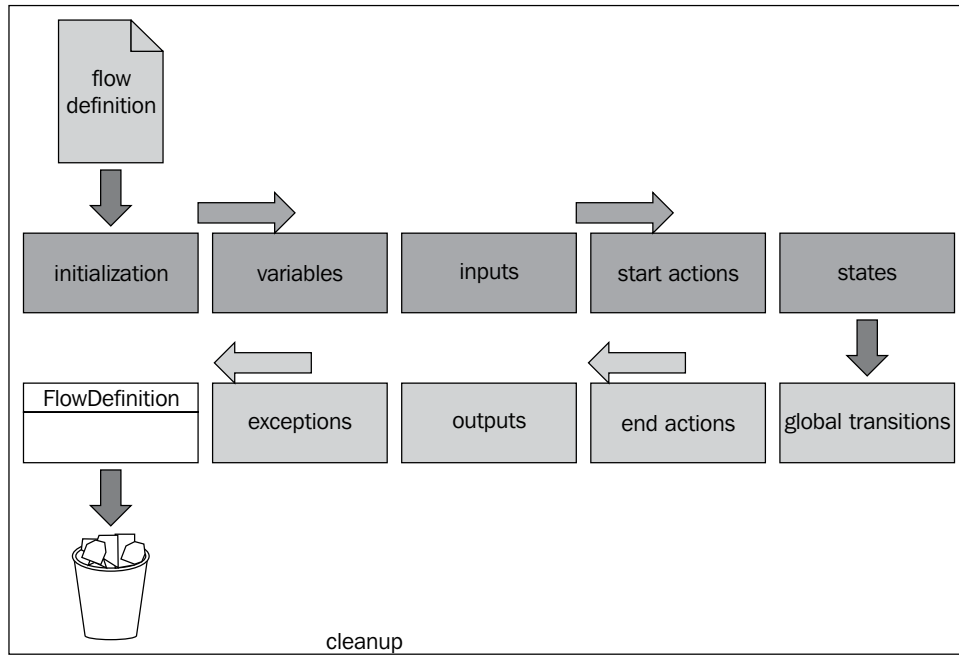 flow
definition
initialization
variables
inputs
start actions
states
FlowDefinition
exceptions
outputs
end actions
global transitions
cleanup